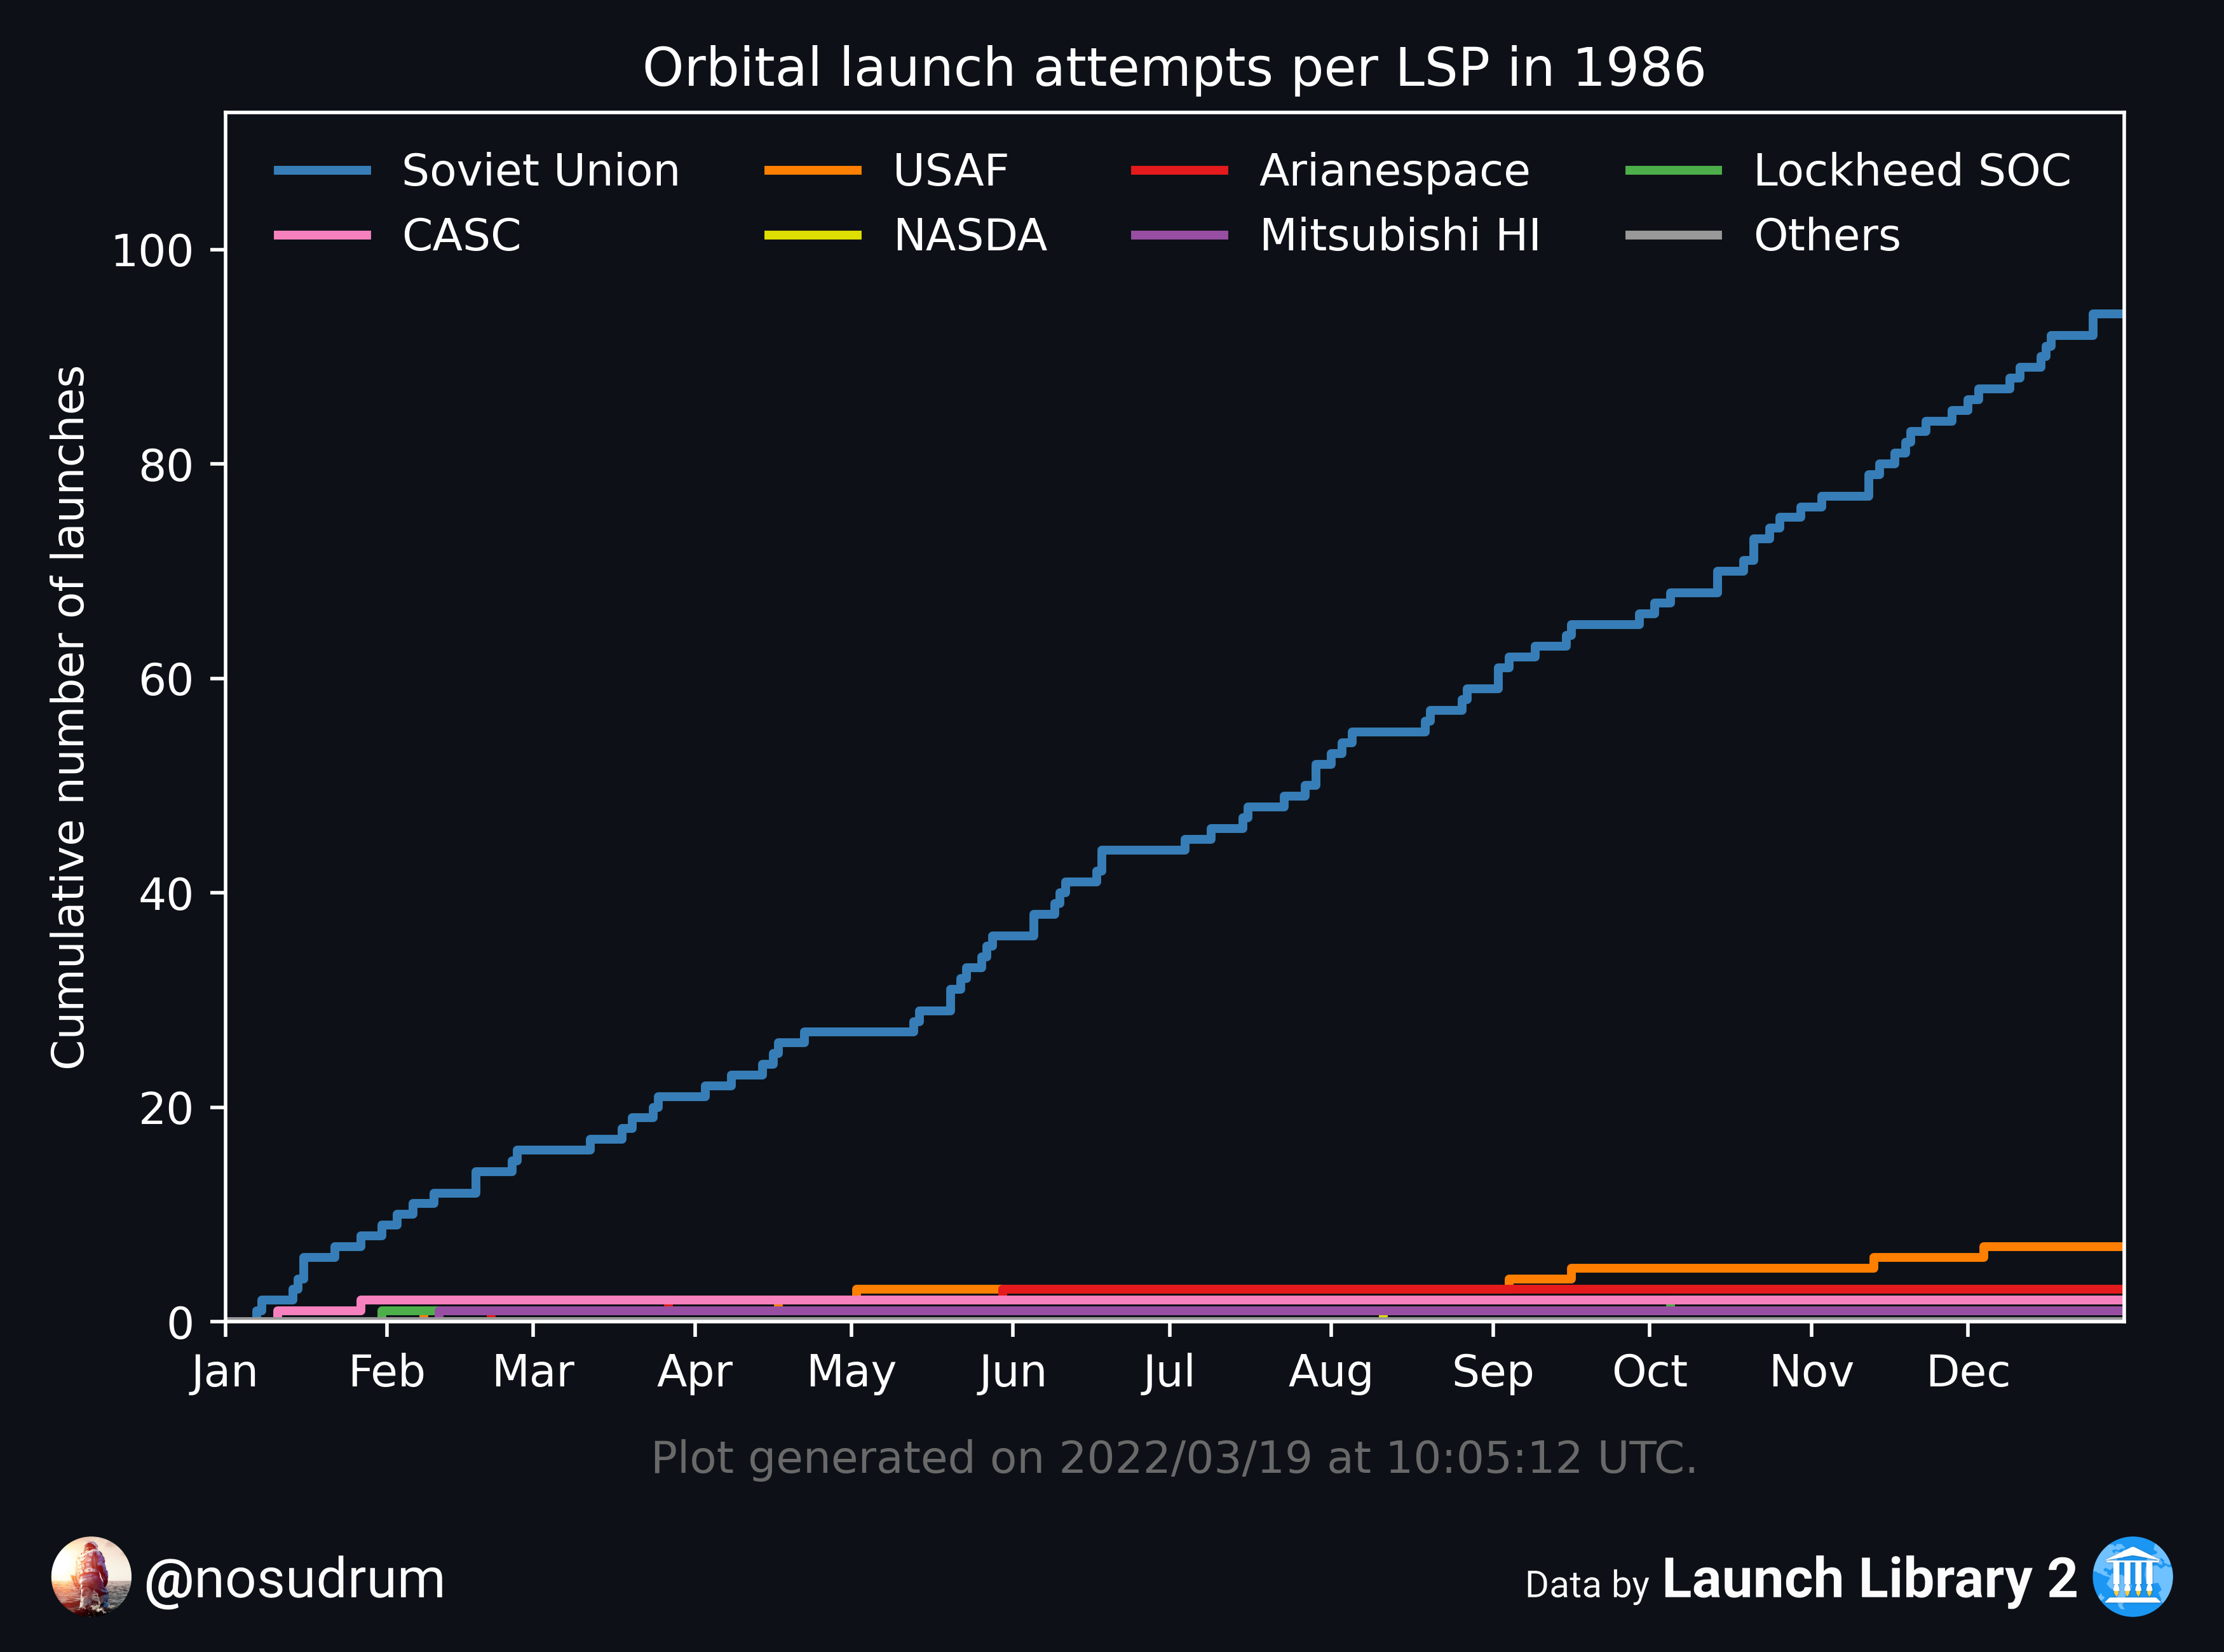 Orbital launch attempts per LSP in 1986
Soviet Union
USAF
Arianespace
Lockheed SOC
CASC
NASDA
Mitsubishi HI
Others
Cumulative number of launches
100
80
60
40
20
0
Jan Feb Mar Apr May Jun Jul Aug Sep Oct Nov Dec
Plot generated on 2022/03/19 at 10:05:12 UTC.
@nosudrum
Data by Launch Library 2